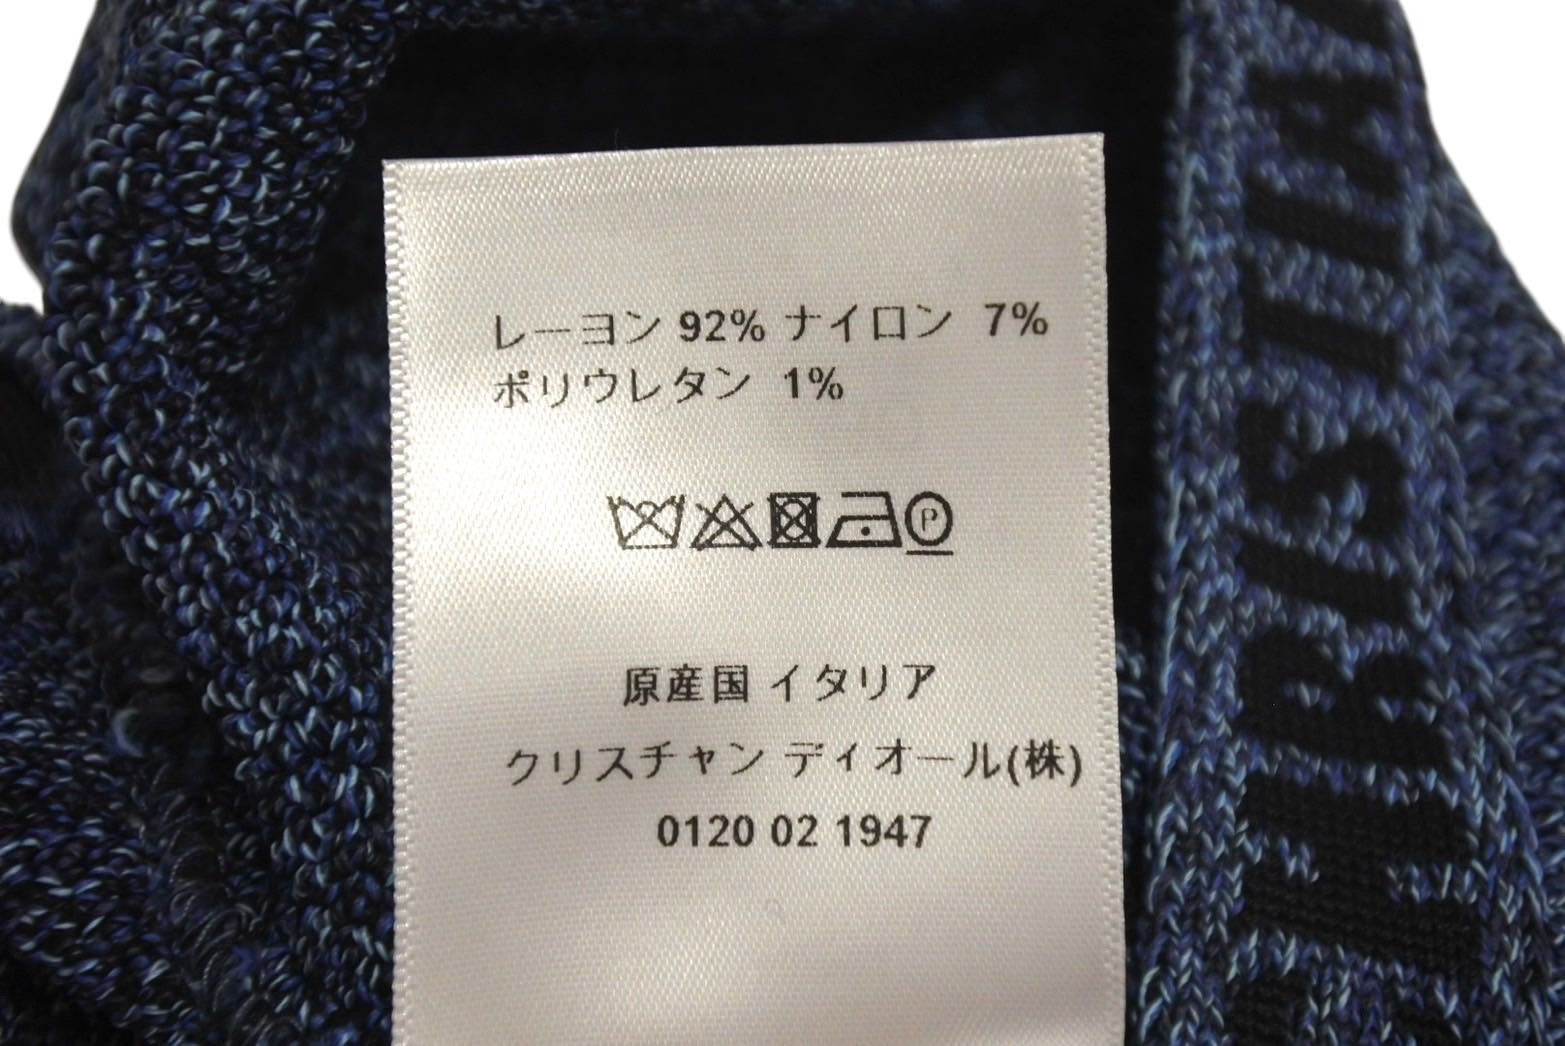 レーヨン 92% ナイロン 7%
ポリウレタン 1%
P
原産国 イタリア
クリスチャン ディオール(株)
0120 02 1947